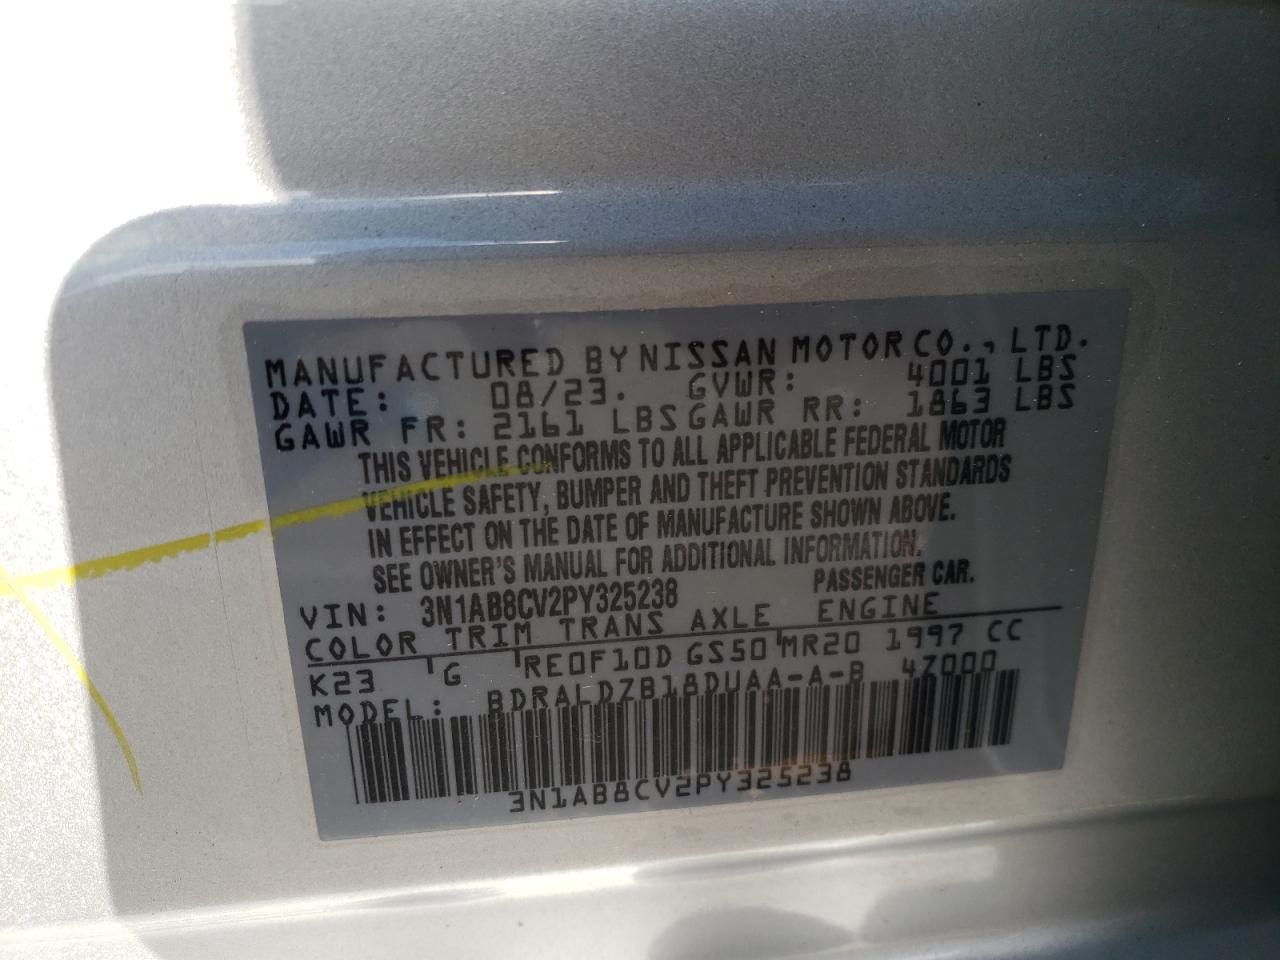 MANUFACTURED BY NISSAN MOTOR CO., LTD.
DATE: 08/23. GVWR: 4001 LBS
GAWR FR: 2161 LBS GAWR RR: 1863 LBS
THIS VEHICLE CONFORMS TO ALL APPLICABLE FEDERAL MOTOR
VEHICLE SAFETY, BUMPER AND THEFT PREVENTION STANDARDS
IN EFFECT ON THE DATE OF MANUFACTURE SHOWN ABOVE.
SEE OWNER'S MANUAL FOR ADDITIONAL INFORMATION.
VIN: 3N1AB8CV2PY325238 PASSENGER CAR.
COLOR TRIM TRANS AXLE ENGINE
K23 G RE0F10D GS50 MR20 1997 CC
MODEL: BDRALDZB18DUAA-A-B 4Z000
3N1AB8CV2PY325238